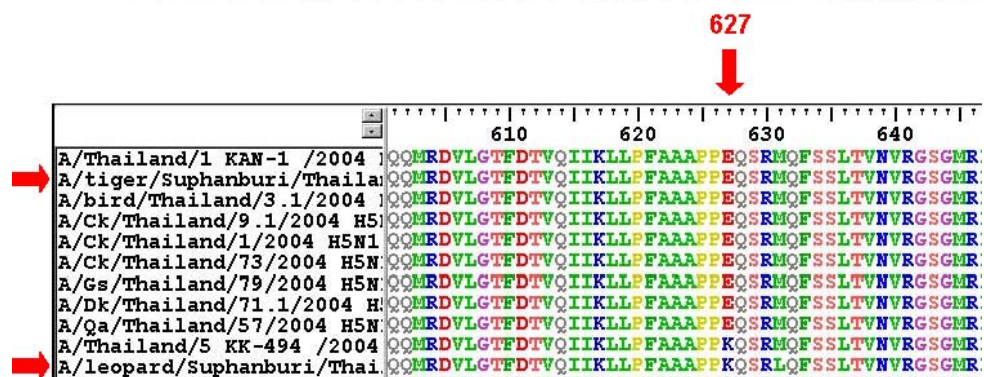 627
610 620 630 640
A/Thailand/1 KAN-1 /2004 QQMRDVLGTFDTVQIIKLLPFAAAPPEQSRMQFSSLTVNVRGSGMR
A/tiger/Suphanburi/Thaila QQMRDVLGTFDTVQIIKLLPFAAAPPEQSRMQFSSLTVNVRGSGMR
A/bird/Thailand/3.1/2004 QQMRDVLGTFDTVQIIKLLPFAAAPPEQSRMQFSSLTVNVRGSGMR
A/Ck/Thailand/9.1/2004 H5 QQMRDVLGTFDTVQIIKLLPFAAAPPEQSRMQFSSLTVNVRGSGMR
A/Ck/Thailand/1/2004 H5N1 QQMRDVLGTFDTVQIIKLLPFAAAPPEQSRMQFSSLTVNVRGSGMR
A/Ck/Thailand/73/2004 H5N QQMRDVLGTFDTVQIIKLLPFAAAPPEQSRMQFSSLTVNVRGSGMR
A/Gs/Thailand/79/2004 H5N QQMRDVLGTFDTVQIIKLLPFAAAPPEQSRMQFSSLTVNVRGSGMR
A/Dk/Thailand/71.1/2004 H QQMRDVLGTFDTVQIIKLLPFAAAPPEQSRMQFSSLTVNVRGSGMR
A/Qa/Thailand/57/2004 H5N QQMRDVLGTFDTVQIIKLLPFAAAPPEQSRMQFSSLTVNVRGSGMR
A/Thailand/5 KK-494 /2004 QQMRDVLGTFDTVQIIKLLPFAAAPPKQSRMQFSSLTVNVRGSGMR
A/leopard/Suphanburi/Thai QQMRDVLGTFDTVQIIKLLPFAAAPPKQSRLQFSSLTVNVRGSGMR